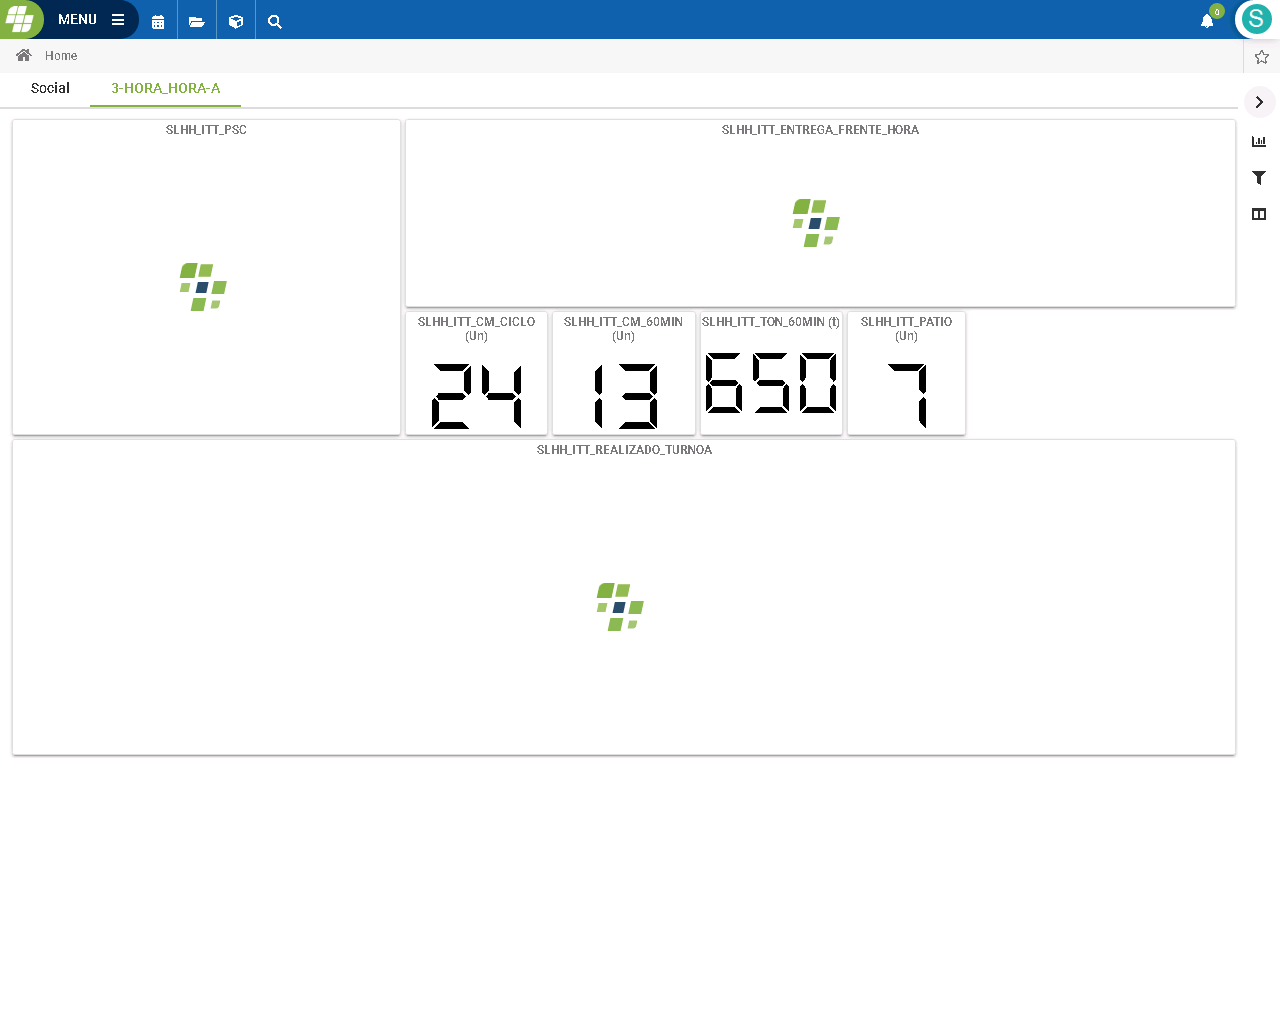 MENU
0
S
Home
Social
3-HORA_HORA-A
SLHH_ITT_PSC
SLHH_ITT_ENTREGA_FRENTE_HORA
SLHH_ITT_CM_CICLO
(Un)
24
SLHH_ITT_CM_60MIN
(Un)
13
SLHH_ITT_TON_60MIN (t)
650
SLHH_ITT_PATIO
(Un)
7
SLHH_ITT_REALIZADO_TURNOA